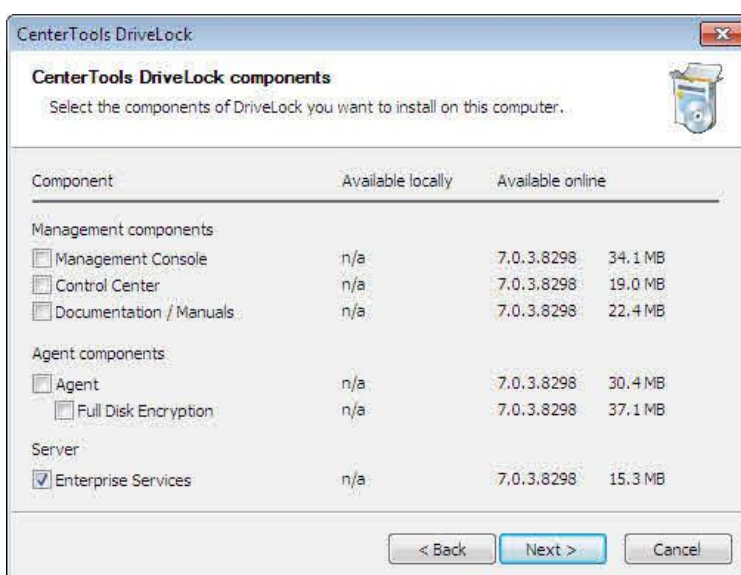 CenterTools DriveLock
CenterTools DriveLock components
Select the components of DriveLock you want to install on this computer.
Component Available locally Available online
Management components
Management Console n/a 7.0.3.8298 34.1 MB
Control Center n/a 7.0.3.8298 19.0 MB
Documentation / Manuals n/a 7.0.3.8298 22.4 MB
Agent components
Agent n/a 7.0.3.8298 30.4 MB
Full Disk Encryption n/a 7.0.3.8298 37.1 MB
Server
Enterprise Services n/a 7.0.3.8298 15.3 MB
< Back Next > Cancel